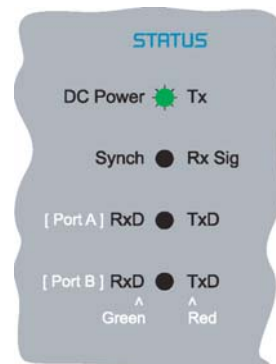 STATUS
DC Power Tx
Synch Rx Sig
[ Port A ] RxD TxD
[ Port B ] RxD TxD
^ ^
Green Red